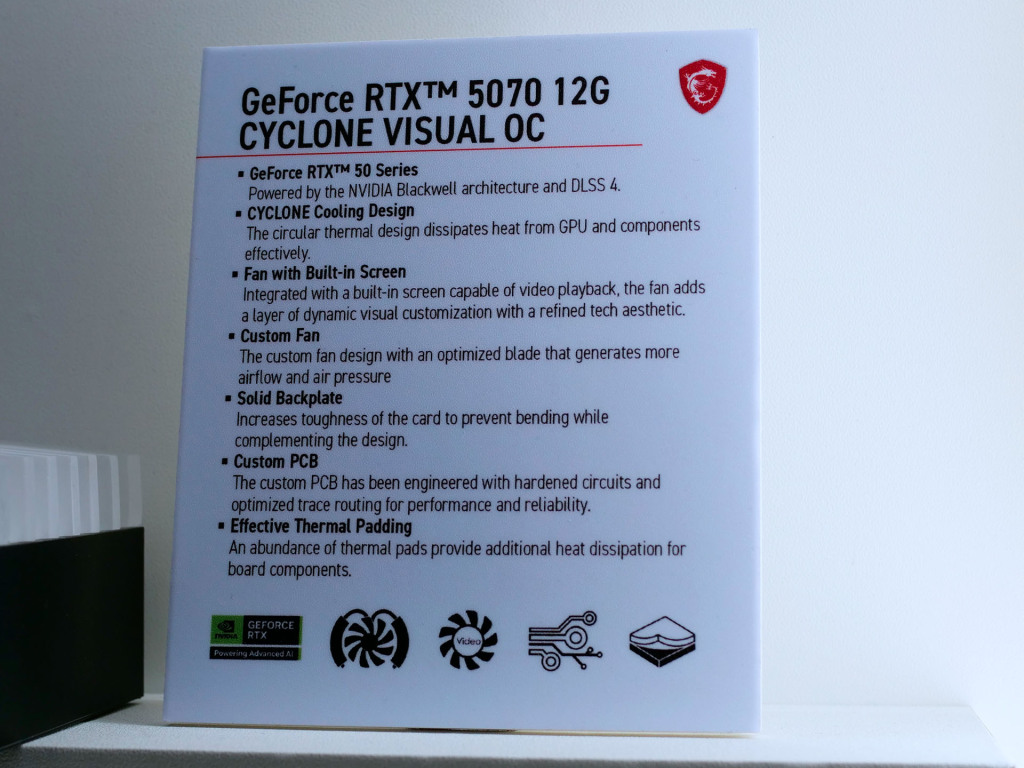 GeForce RTX™ 5070 12G
CYCLONE VISUAL OC
▪ GeForce RTX™ 50 Series
Powered by the NVIDIA Blackwell architecture and DLSS 4.
▪ CYCLONE Cooling Design
The circular thermal design dissipates heat from GPU and components
effectively.
▪ Fan with Built-in Screen
Integrated with a built-in screen capable of video playback, the fan adds
a layer of dynamic visual customization with a refined tech aesthetic.
▪ Custom Fan
The custom fan design with an optimized blade that generates more
airflow and air pressure
▪ Solid Backplate
Increases toughness of the card to prevent bending while
complementing the design.
▪ Custom PCB
The custom PCB has been engineered with hardened circuits and
optimized trace routing for performance and reliability.
▪ Effective Thermal Padding
An abundance of thermal pads provide additional heat dissipation for
board components.
NVIDIA
GEFORCE
RTX
Powering Advanced AI
Video